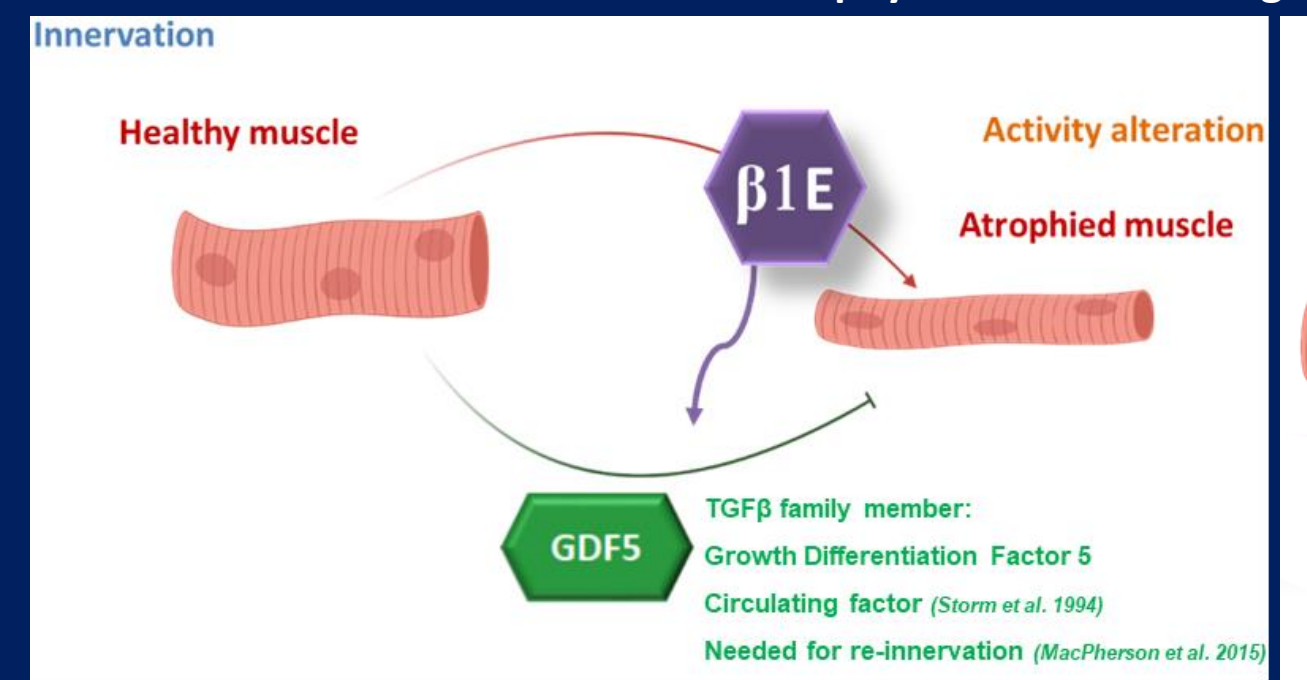 Innervation
Healthy muscle
β1E
Activity alteration
Atrophied muscle
GDF5
TGFβ family member:
Growth Differentiation Factor 5
Circulating factor (Storm et al. 1994)
Needed for re-innervation (MacPherson et al. 2015)